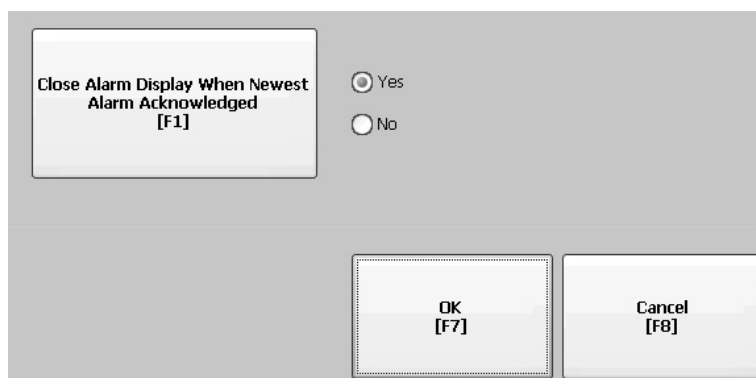 Close Alarm Display When Newest
Alarm Acknowledged
[F1]
Yes
No
OK
[F7]
Cancel
[F8]